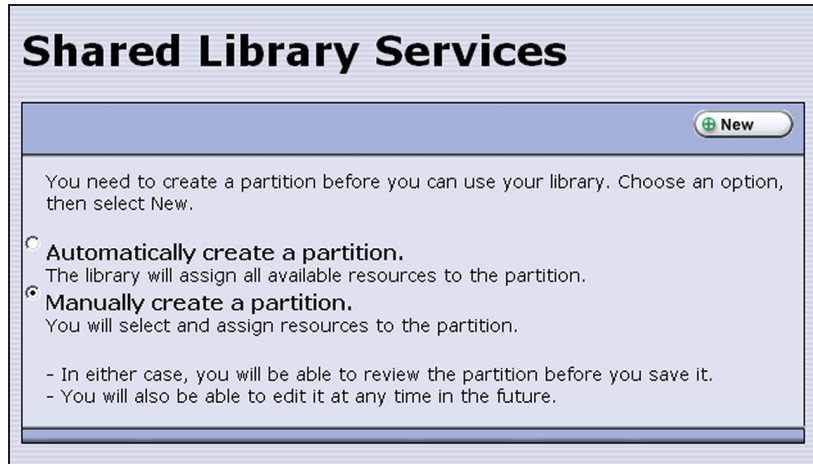 Shared Library Services
New
You need to create a partition before you can use your library. Choose an option,
then select New.
Automatically create a partition.
The library will assign all available resources to the partition.
Manually create a partition.
You will select and assign resources to the partition.
- In either case, you will be able to review the partition before you save it.
- You will also be able to edit it at any time in the future.